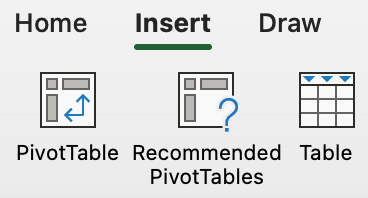 Home Insert Draw
PivotTable Recommended Table
PivotTables